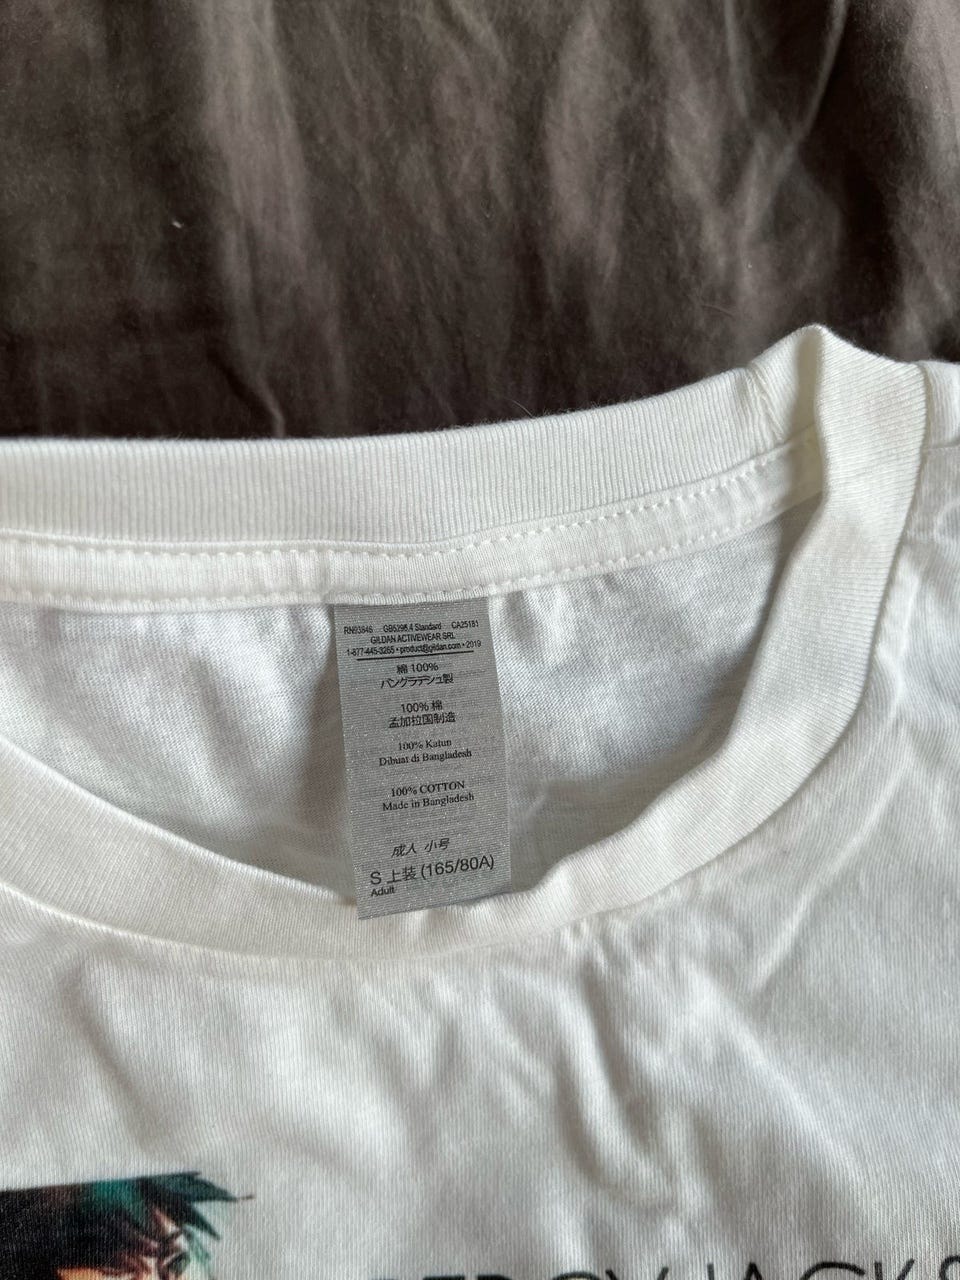 RN93846 GB5296.4 Standard CA25181
GILDAN ACTIVEWEAR SRL
1-877-445-3265 • product@gildan.com • 2019
綿 100%
バングラデシュ製
100% 棉
孟加拉国制造
100% Katun
Dibuat di Bangladesh
100% COTTON
Made in Bangladesh
成人 小号
S 上装 (165/80A)
Adult